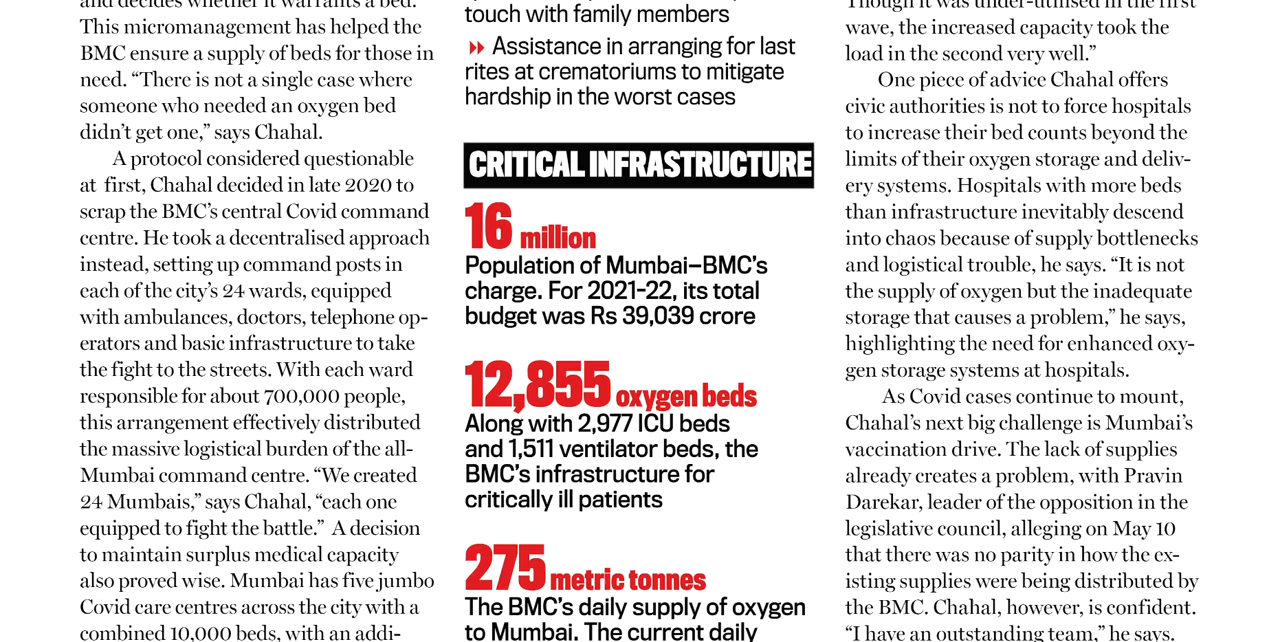 and decides whether it warrants a bed.
This micromanagement has helped the
BMC ensure a supply of beds for those in
need. “There is not a single case where
someone who needed an oxygen bed
didn’t get one,” says Chahal.
A protocol considered questionable
at first, Chahal decided in late 2020 to
scrap the BMC’s central Covid command
centre. He took a decentralised approach
instead, setting up command posts in
each of the city’s 24 wards, equipped
with ambulances, doctors, telephone op-
erators and basic infrastructure to take
the fight to the streets. With each ward
responsible for about 700,000 people,
this arrangement effectively distributed
the massive logistical burden of the all-
Mumbai command centre. “We created
24 Mumbais,” says Chahal, “each one
equipped to fight the battle.” A decision
to maintain surplus medical capacity
also proved wise. Mumbai has five jumbo
Covid care centres across the city with a
combined 10,000 beds, with an addi-
touch with family members
Assistance in arranging for last
rites at crematoriums to mitigate
hardship in the worst cases
CRITICAL INFRASTRUCTURE
16 million
Population of Mumbai–BMC’s
charge. For 2021-22, its total
budget was Rs 39,039 crore
12,855 oxygen beds
Along with 2,977 ICU beds
and 1,511 ventilator beds, the
BMC’s infrastructure for
critically ill patients
275 metric tonnes
The BMC’s daily supply of oxygen
to Mumbai. The current daily
Though it was under-utilised in the first
wave, the increased capacity took the
load in the second very well.”
One piece of advice Chahal offers
civic authorities is not to force hospitals
to increase their bed counts beyond the
limits of their oxygen storage and deliv-
ery systems. Hospitals with more beds
than infrastructure inevitably descend
into chaos because of supply bottlenecks
and logistical trouble, he says. “It is not
the supply of oxygen but the inadequate
storage that causes a problem,” he says,
highlighting the need for enhanced oxy-
gen storage systems at hospitals.
As Covid cases continue to mount,
Chahal’s next big challenge is Mumbai’s
vaccination drive. The lack of supplies
already creates a problem, with Pravin
Darekar, leader of the opposition in the
legislative council, alleging on May 10
that there was no parity in how the ex-
isting supplies were being distributed by
the BMC. Chahal, however, is confident.
“I have an outstanding team,” he says.